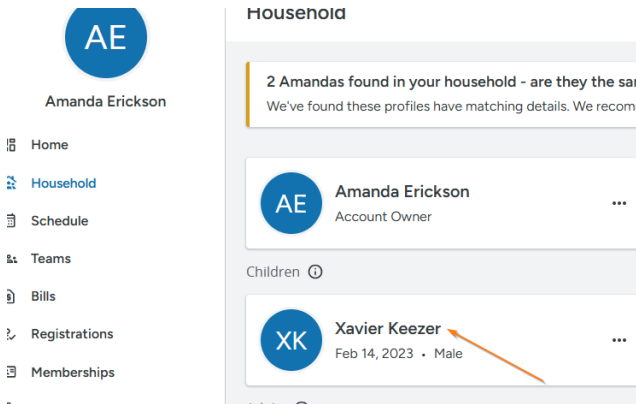 Household
AE
Amanda Erickson
Home
Household
Schedule
Teams
Bills
Registrations
Memberships
2 Amandas found in your household - are they the
We've found these profiles have matching details. We
AE
Amanda Erickson
Account Owner
Children
XK
Xavier Keezer
Feb 14, 2023 • Male